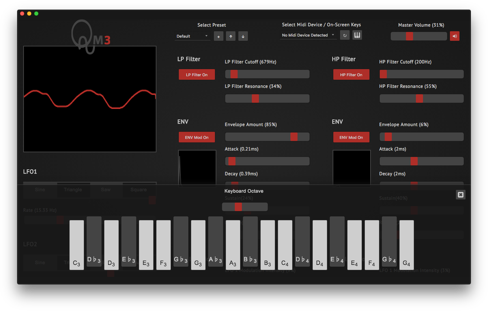 M3
Select Preset
Default
Select Midi Device / On-Screen Keys
No Midi Device Detected
Master Volume (31%)
LP Filter
LP Filter On
LP Filter Cutoff (679Hz)
LP Filter Resonance (34%)
HP Filter
HP Filter On
HP Filter Cutoff (200Hz)
HP Filter Resonance (55%)
ENV
ENV Mod On
Envelope Amount (85%)
Attack (0.21ms)
Decay (0.39ms)
ENV
ENV Mod On
Envelope Amount (6%)
Attack (2ms)
Decay (2ms)
LFO1
Keyboard Octave
LFO2
C3 D♭3 D3 E♭3 E3 F3 G♭3 G3 A♭3 A3 B♭3 B3 C4 D♭4 D4 E♭4 E4 F4 G♭4 G4